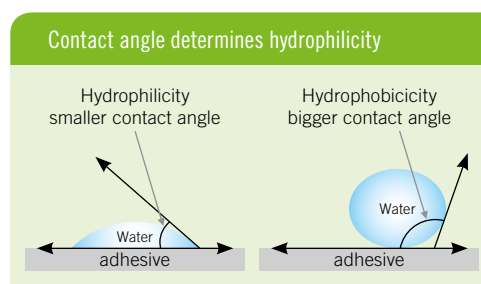 Contact angle determines hydrophilicity
Hydrophilicity
smaller contact angle
Water
adhesive
Hydrophobicicity
bigger contact angle
Water
adhesive